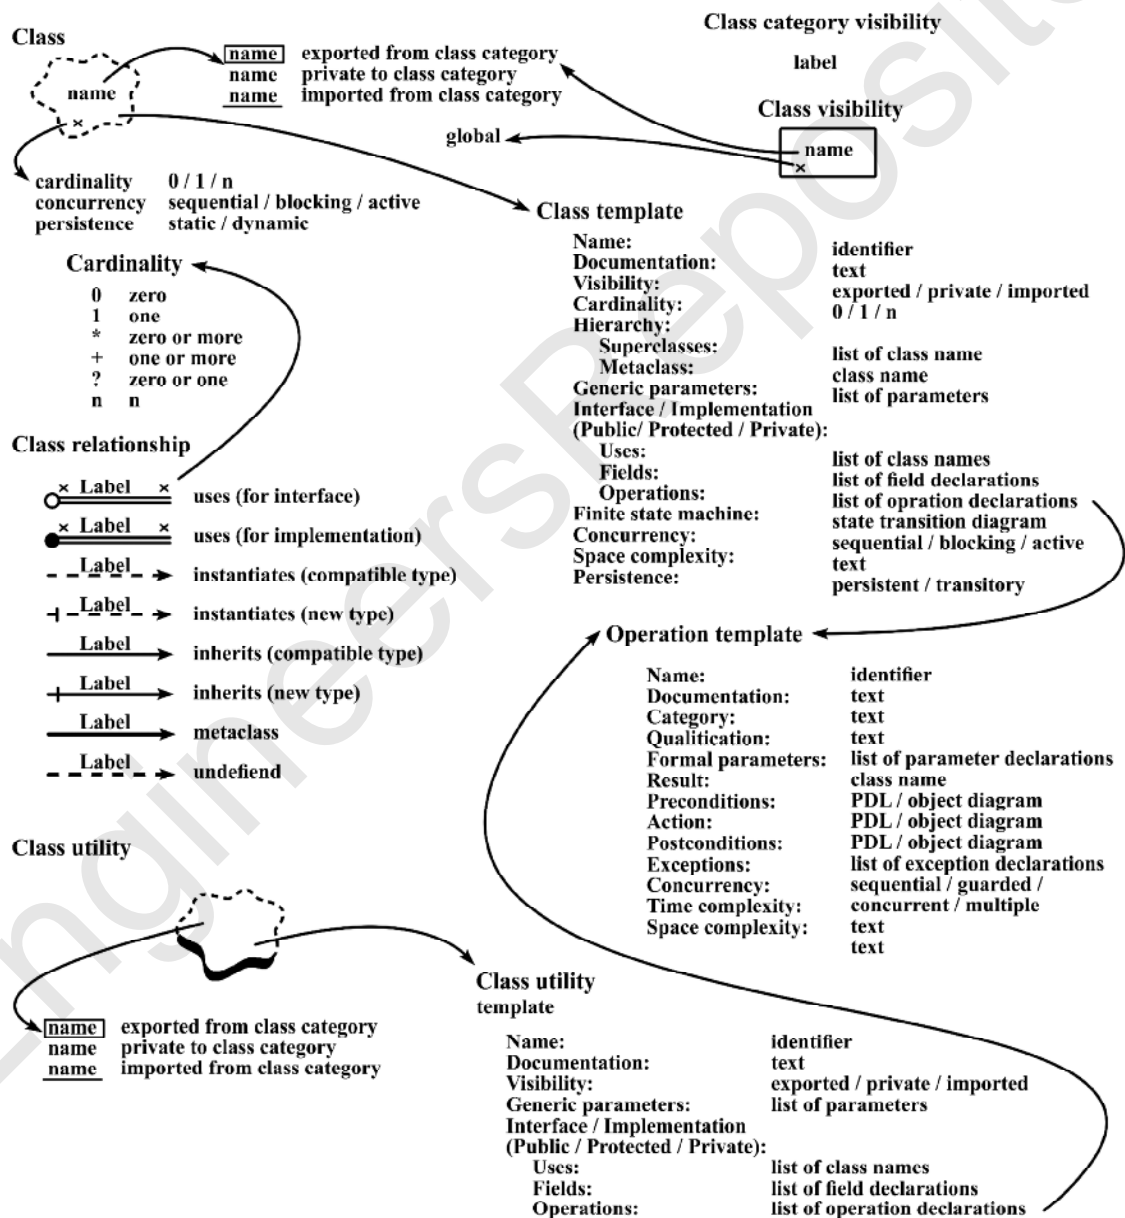 Class
name
×
name exported from class category
name private to class category
name imported from class category
Class category visibility
label
Class visibility
name
×
global
cardinality 0 / 1 / n
concurrency sequential / blocking / active
persistence static / dynamic
Cardinality
0 zero
1 one
* zero or more
+ one or more
? zero or one
n n
Class relationship
× Label × uses (for interface)
× Label × uses (for implementation)
Label instantiates (compatible type)
Label instantiates (new type)
Label inherits (compatible type)
Label inherits (new type)
Label metaclass
Label undefiend
Class template
Name: identifier
Documentation: text
Visibility: exported / private / imported
Cardinality: 0 / 1 / n
Hierarchy:
Superclasses: list of class name
Metaclass: class name
Generic parameters: list of parameters
Interface / Implementation
(Public/ Protected / Private):
Uses: list of class names
Fields: list of field declarations
Operations: list of opration declarations
Finite state machine: state transition diagram
Concurrency: sequential / blocking / active
Space complexity: text
Persistence: persistent / transitory
Operation template
Name: identifier
Documentation: text
Category: text
Qualitication: text
Formal parameters: list of parameter declarations
Result: class name
Preconditions: PDL / object diagram
Action: PDL / object diagram
Postconditions: PDL / object diagram
Exceptions: list of exception declarations
Concurrency: sequential / guarded /
Time complexity: concurrent / multiple
Space complexity: text
text
Class utility
name exported from class category
name private to class category
name imported from class category
Class utility
template
Name: identifier
Documentation: text
Visibility: exported / private / imported
Generic parameters: list of parameters
Interface / Implementation
(Public / Protected / Private):
Uses: list of class names
Fields: list of field declarations
Operations: list of operation declarations
EngineersReposito